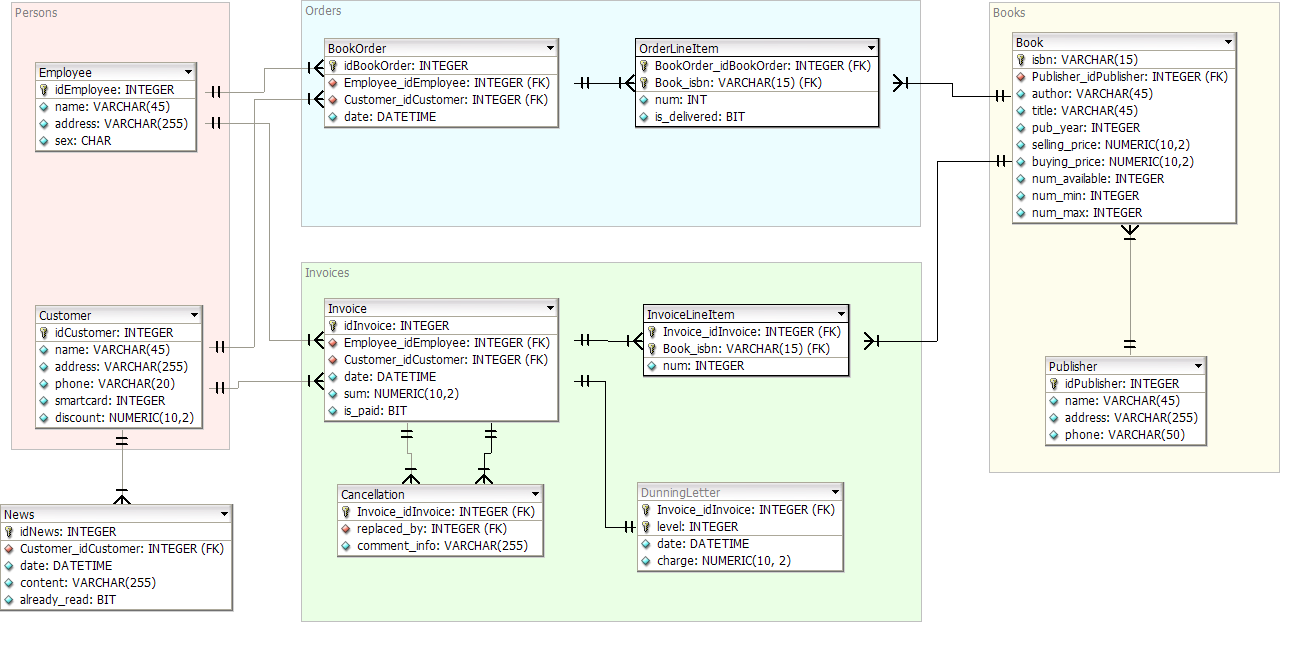 Persons
Employee
idEmployee: INTEGER
name: VARCHAR(45)
address: VARCHAR(255)
sex: CHAR
Customer
idCustomer: INTEGER
name: VARCHAR(45)
address: VARCHAR(255)
phone: VARCHAR(20)
smartcard: INTEGER
discount: NUMERIC(10,2)
News
idNews: INTEGER
Customer_idCustomer: INTEGER (FK)
date: DATETIME
content: VARCHAR(255)
already_read: BIT
Orders
BookOrder
idBookOrder: INTEGER
Employee_idEmployee: INTEGER (FK)
Customer_idCustomer: INTEGER (FK)
date: DATETIME
OrderLineItem
BookOrder_idBookOrder: INTEGER (FK)
Book_isbn: VARCHAR(15) (FK)
num: INT
is_delivered: BIT
Invoices
Invoice
idInvoice: INTEGER
Employee_idEmployee: INTEGER (FK)
Customer_idCustomer: INTEGER (FK)
date: DATETIME
sum: NUMERIC(10,2)
is_paid: BIT
InvoiceLineItem
Invoice_idInvoice: INTEGER (FK)
Book_isbn: VARCHAR(15) (FK)
num: INTEGER
Cancellation
Invoice_idInvoice: INTEGER (FK)
replaced_by: INTEGER (FK)
comment_info: VARCHAR(255)
DunningLetter
Invoice_idInvoice: INTEGER (FK)
level: INTEGER
date: DATETIME
charge: NUMERIC(10, 2)
Books
Book
isbn: VARCHAR(15)
Publisher_idPublisher: INTEGER (FK)
author: VARCHAR(45)
title: VARCHAR(45)
pub_year: INTEGER
selling_price: NUMERIC(10,2)
buying_price: NUMERIC(10,2)
num_available: INTEGER
num_min: INTEGER
num_max: INTEGER
Publisher
idPublisher: INTEGER
name: VARCHAR(45)
address: VARCHAR(255)
phone: VARCHAR(50)